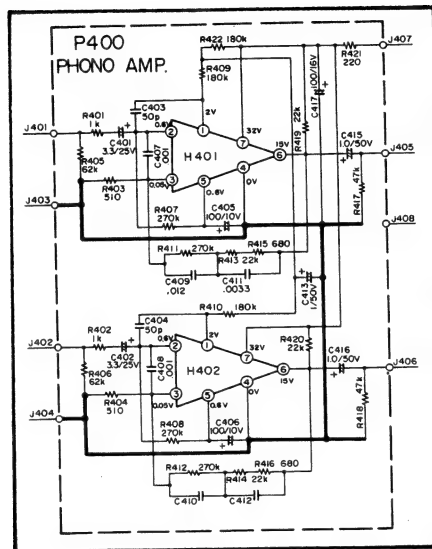 P400
PHONO AMP.
R422 180k
J407
R409
180k
R421
220
C403
50p
100/16V
C417
22k
R419
2V
J401
R401
1k
C401
3.3/25V
0.6V
2
1
32V
7
H401
15V
6
C415
1.0/50V
J405
R405
62k
C407
.001
J403
R403
510
0.05V
3
5
4
0V
0.6V
R407
270k
C405
100/10V
R417
47k
J408
R411
270k
R413
22k
R415
680
C409
.012
C411
.0033
C413
1/50V
C404
50p
R410
180k
J402
R402
1k
C402
3.3/25V
0.6V
2
1
2V
32V
7
R420
22k
C416
1.0/50V
J406
R406
62k
C408
.001
H402
6
15V
J404
R404
510
0.05V
3
5
4
0V
0.6V
R408
270k
C406
100/10V
47k
R418
R412
270k
R414
22k
R416
680
C410
C412